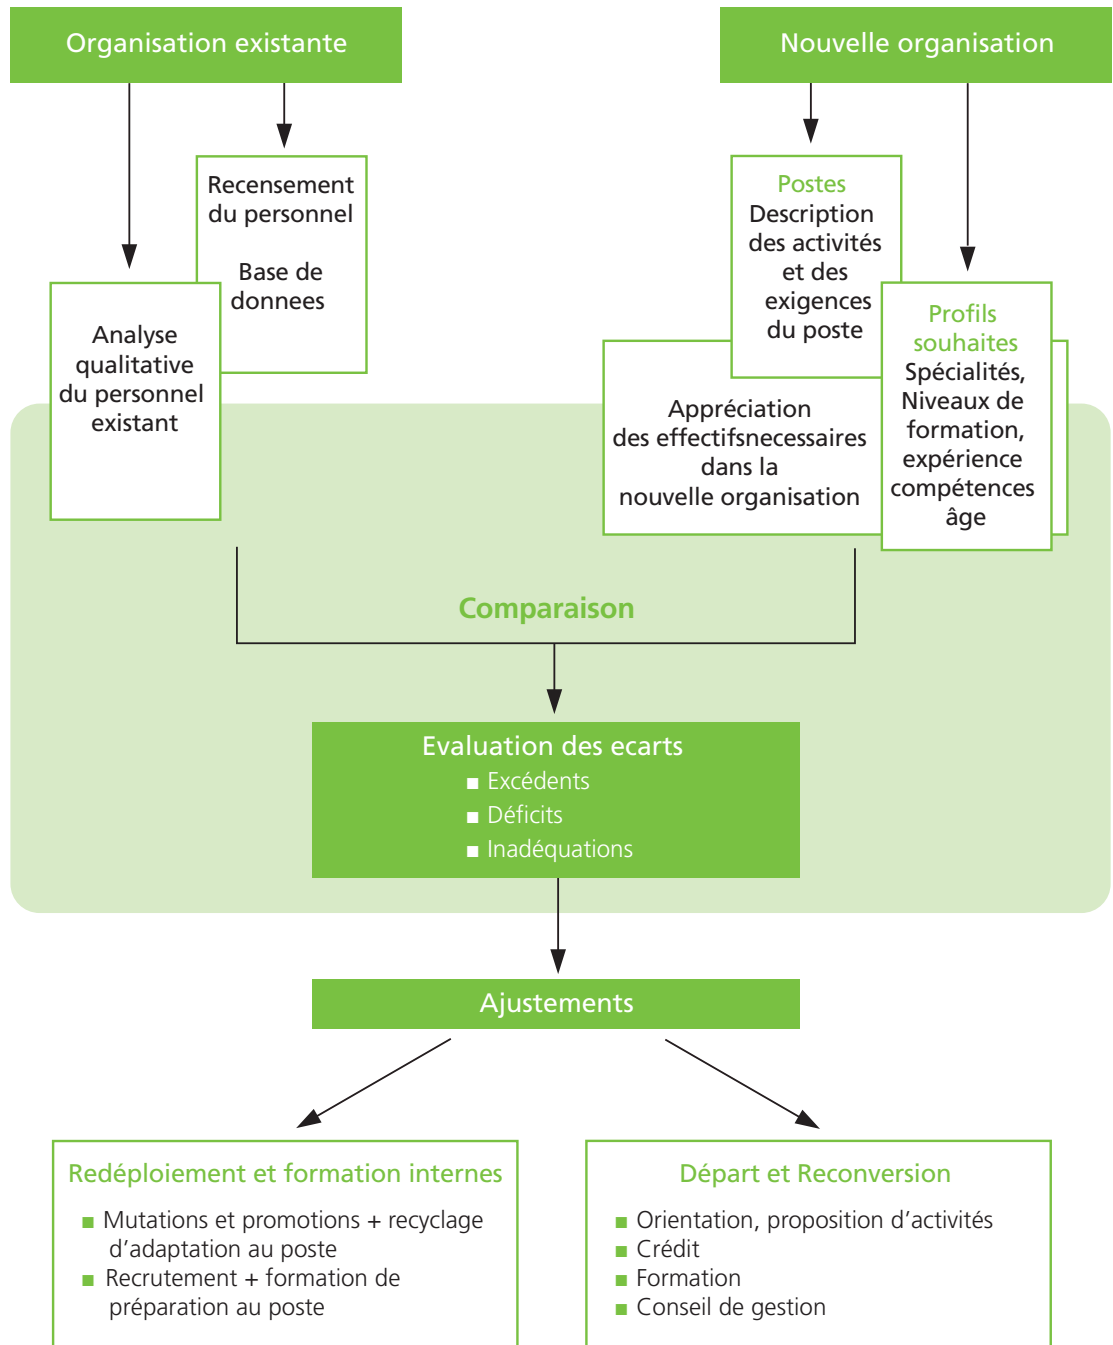 Organisation existante
Nouvelle organisation
Recensement
du personnel
Base de
donnees
Analyse
qualitative
du personnel
existant
Postes
Description
des activités
et des
exigences
du poste
Profils
souhaites
Spécialités,
Niveaux de
formation,
expérience
compétences
âge
Appréciation
des effectifsnecessaires
dans la
nouvelle organisation
Comparaison
Evaluation des ecarts
■ Excédents
■ Déficits
■ Inadéquations
Ajustements
Redéploiement et formation internes
■ Mutations et promotions + recyclage
d’adaptation au poste
■ Recrutement + formation de
préparation au poste
Départ et Reconversion
■ Orientation, proposition d’activités
■ Crédit
■ Formation
■ Conseil de gestion